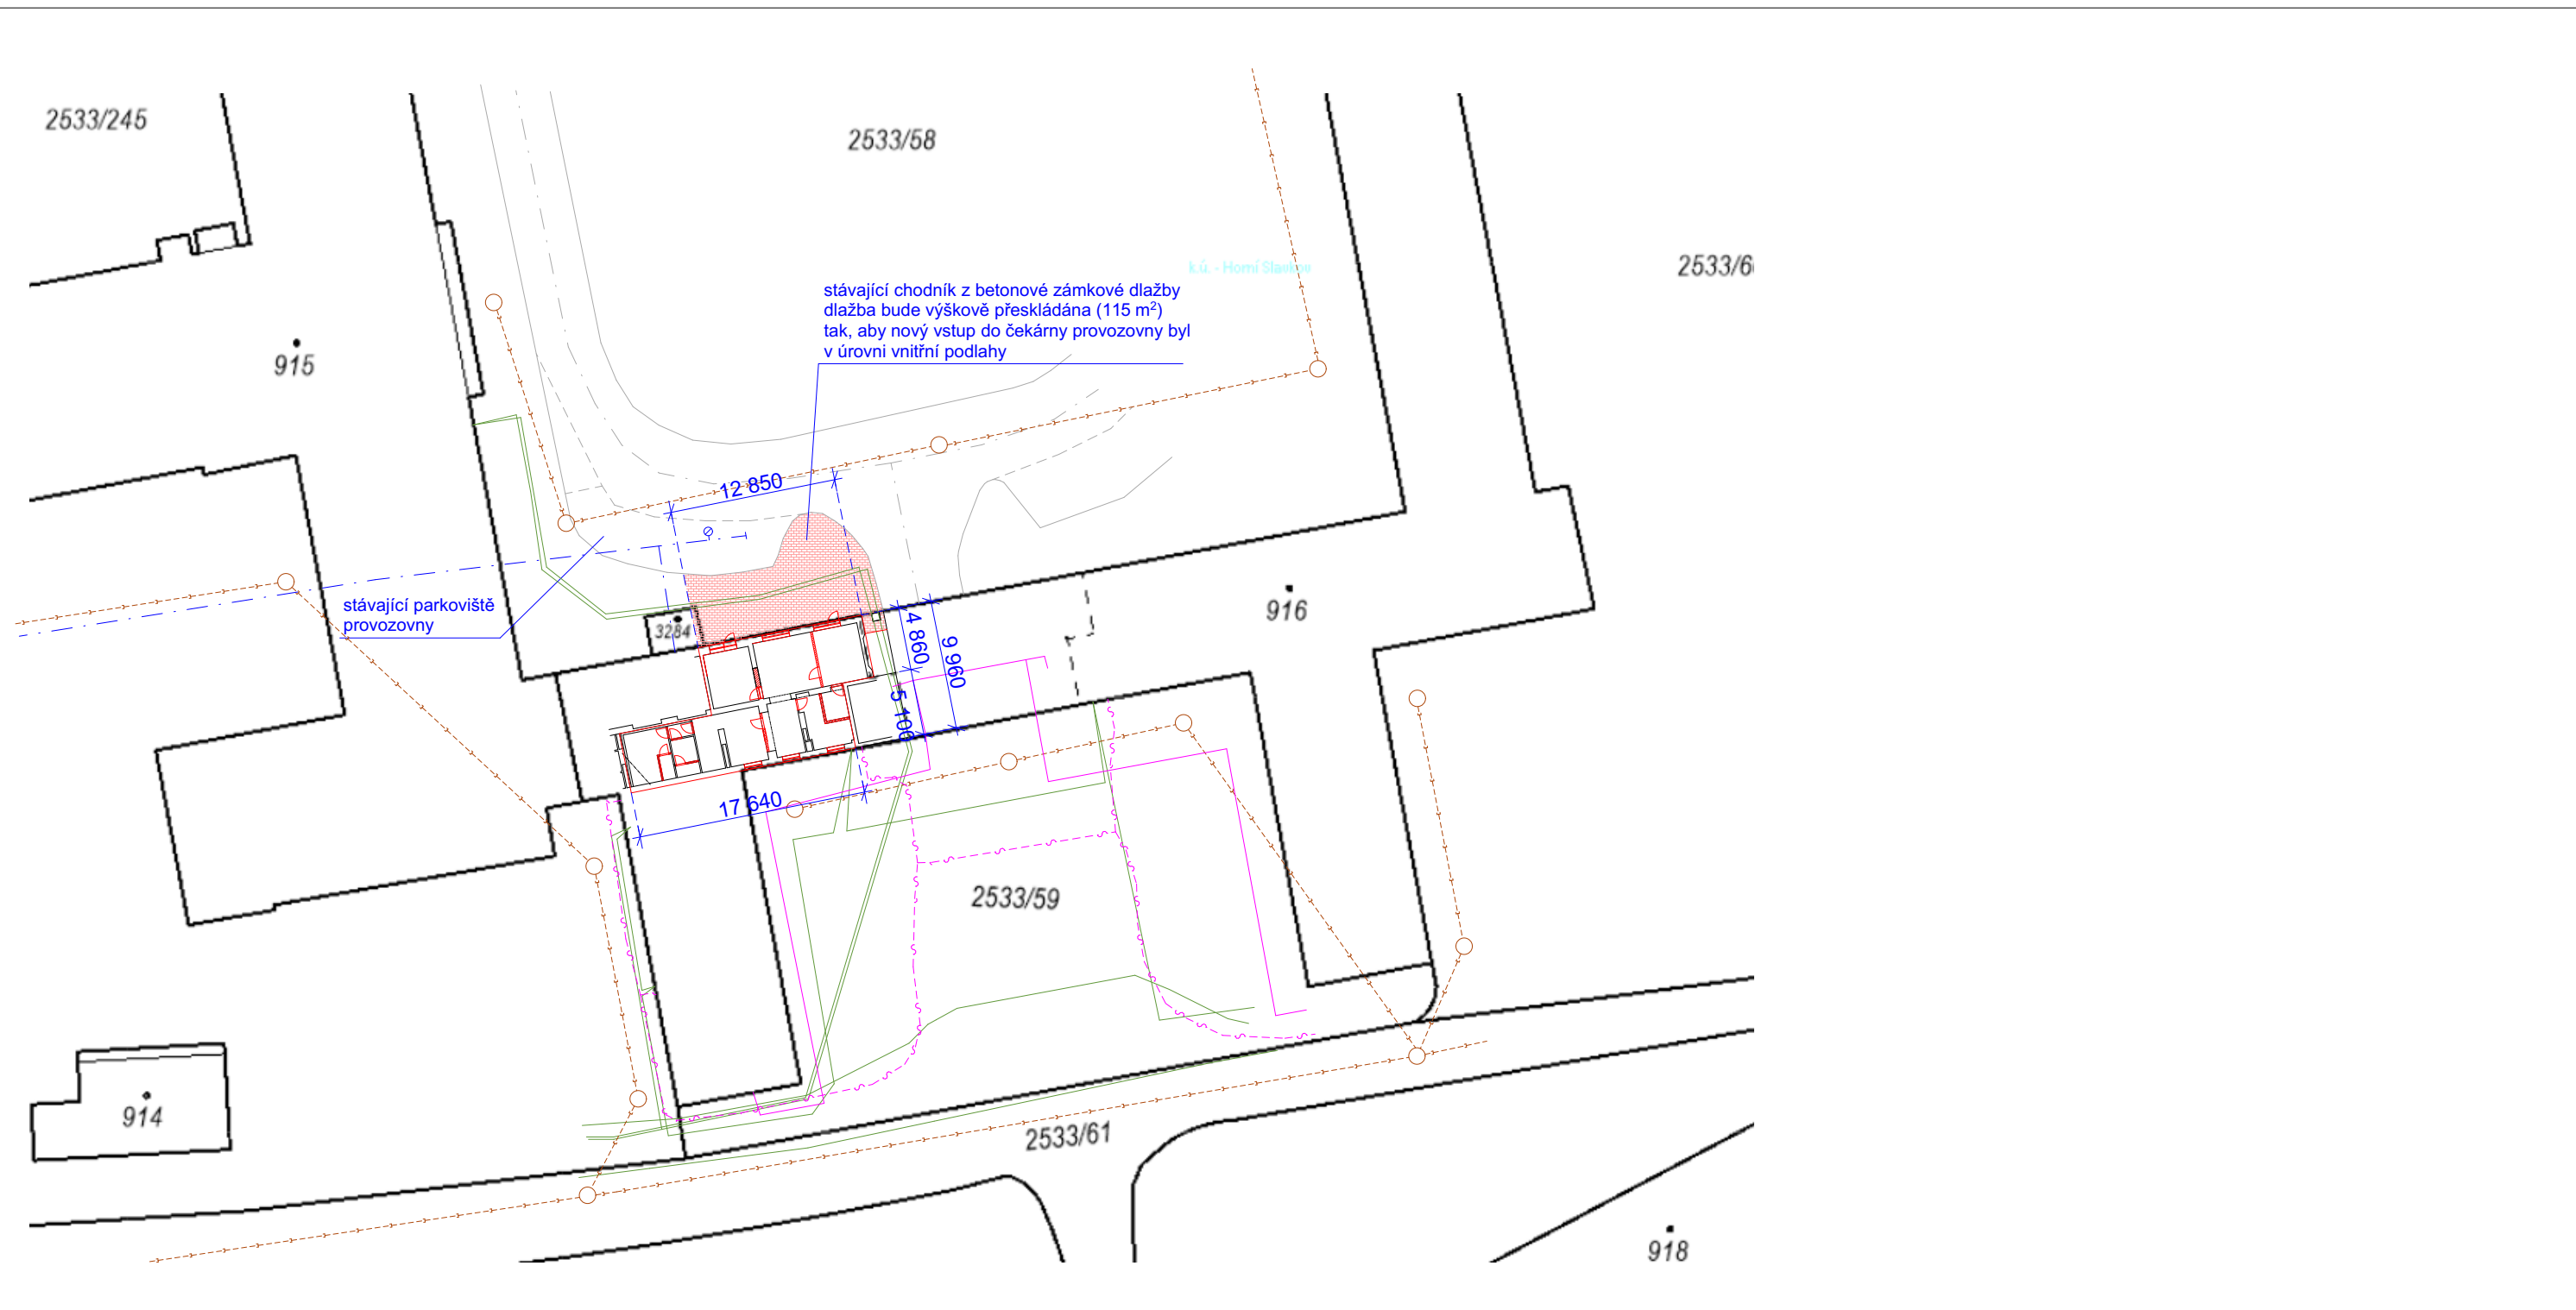 2533/245
2533/58
k.ú. - Horní Slavkov
2533/6
stávající chodník z betonové zámkové dlažby
dlažba bude výškově přeskládána (115 m²)
tak, aby nový vstup do čekárny provozovny byl
v úrovni vnitřní podlahy
915
12 850
stávající parkoviště
provozovny
3284
916
4 860
9 960
5 100
17 640
2533/59
914
2533/61
918